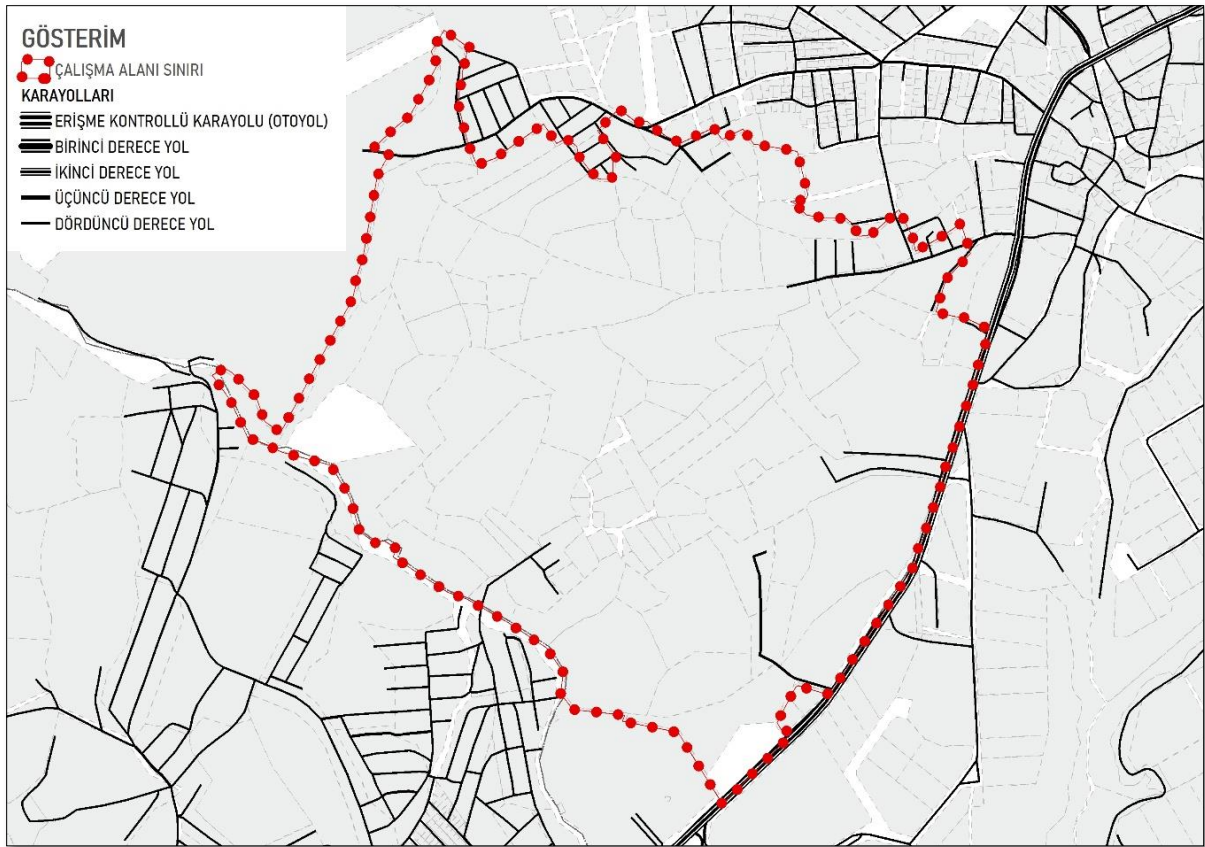 GÖSTERİM
ÇALIŞMA ALANI SINIRI
KARAYOLLARI
ERİŞME KONTROLLÜ KARAYOLU (OTOYOL)
BİRİNCİ DERECE YOL
İKİNCİ DERECE YOL
ÜÇÜNCÜ DERECE YOL
DÖRDÜNCÜ DERECE YOL